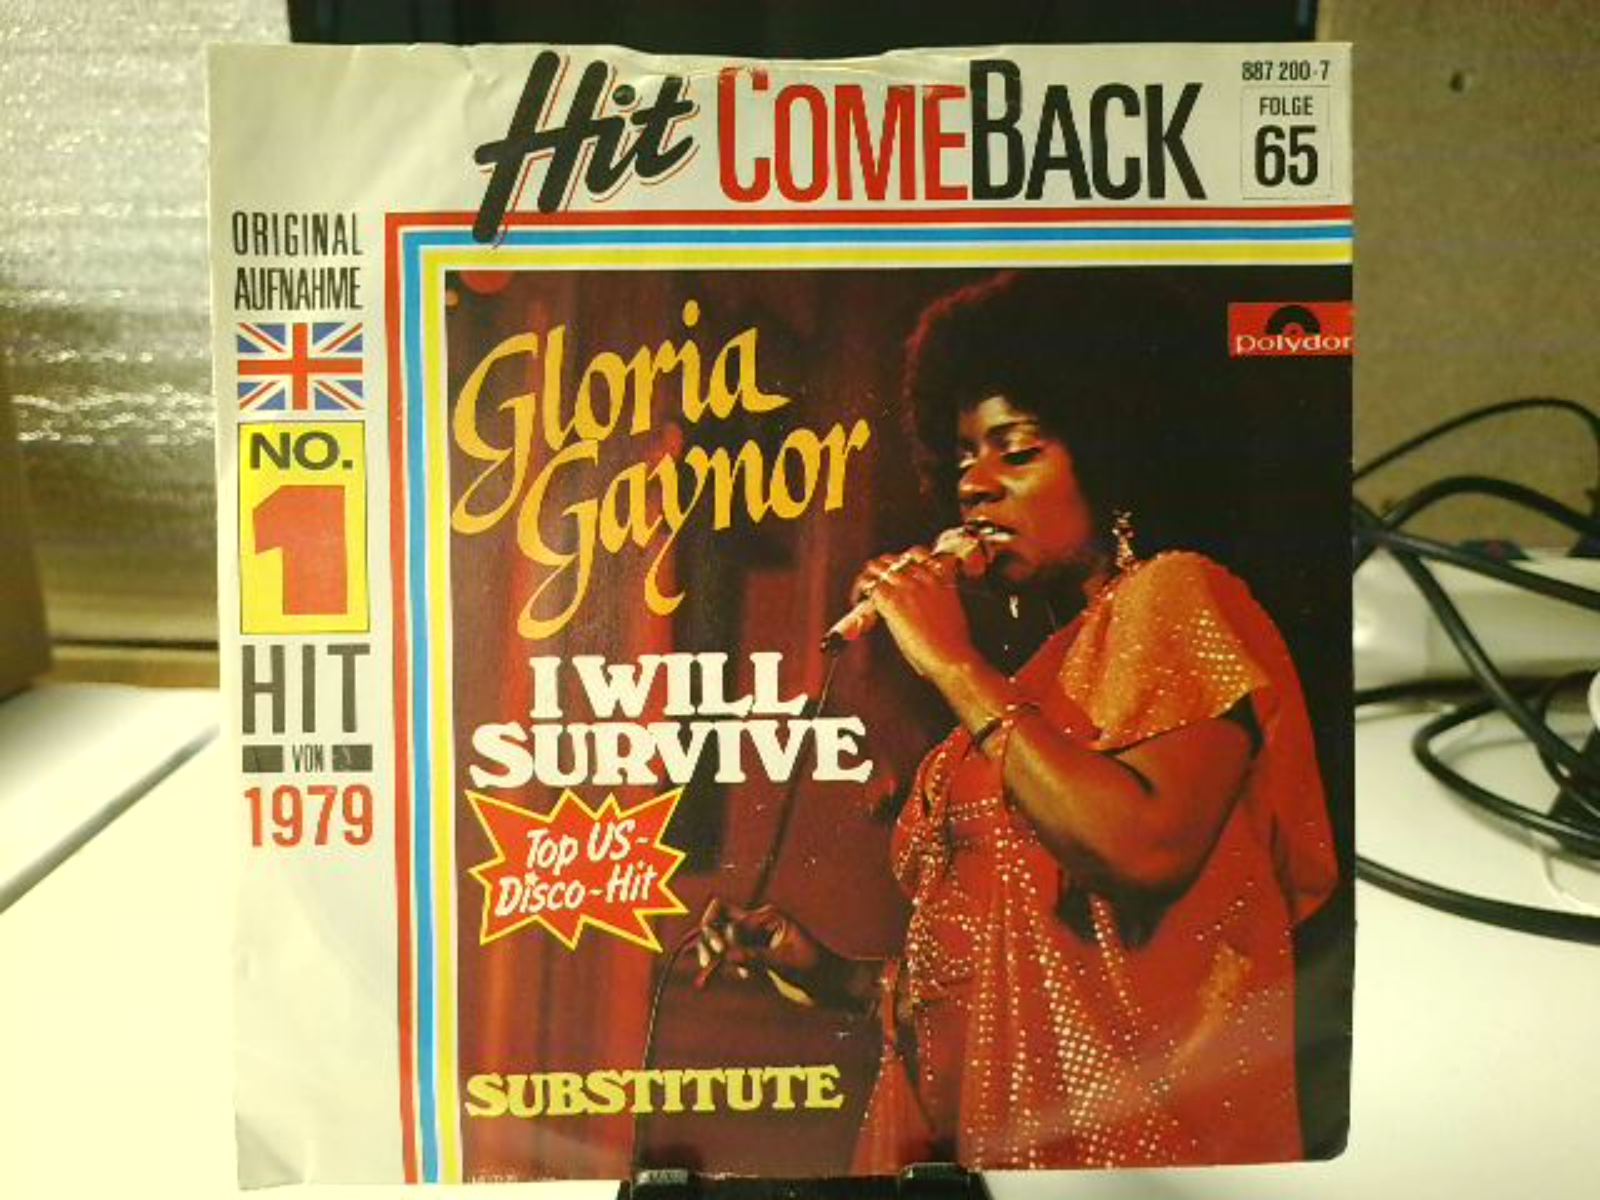 Hit COMEBACK
887 200-7
FOLGE
65
ORIGINAL
AUFNAHME
NO.
1
HIT
VON
1979
polydor
Gloria
Gaynor
I WILL
SURVIVE
Top US-
Disco-Hit
SUBSTITUTE